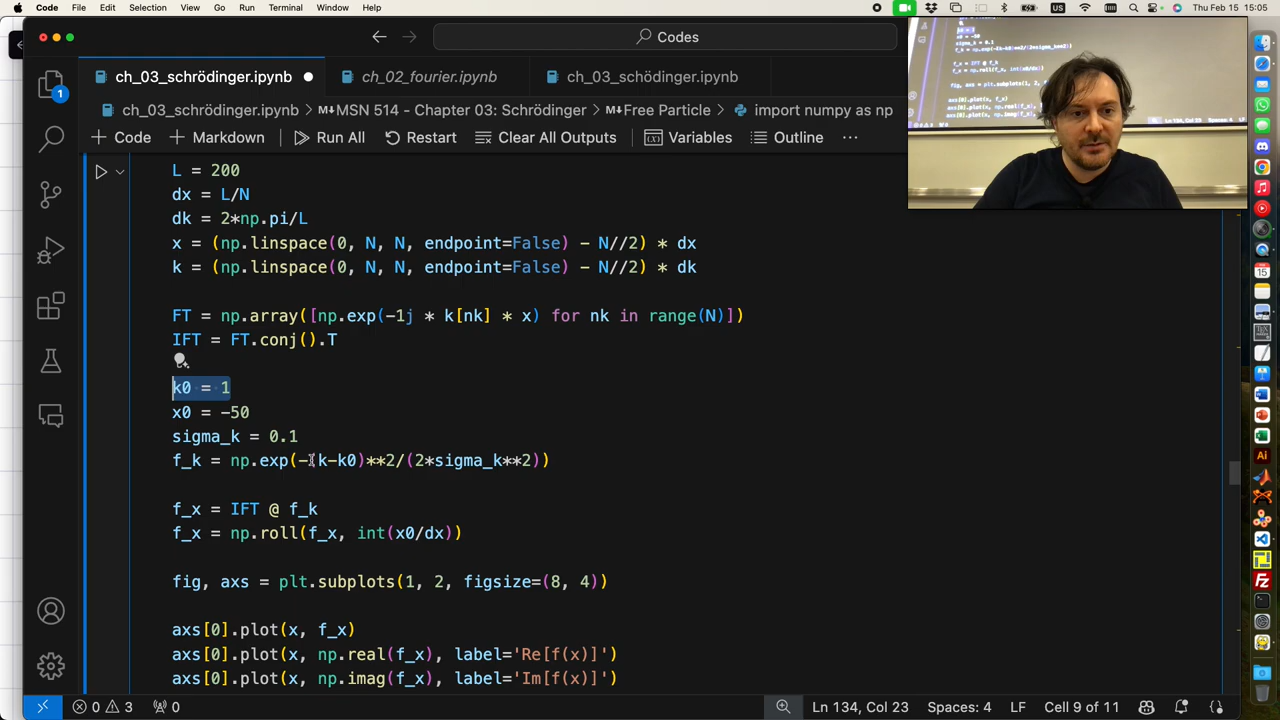 Code File Edit Selection View Go Run Terminal Window Help
US
Thu Feb 15 15:05
Codes
ch_03_schrödinger.ipynb
ch_02_fourier.ipynb
ch_03_schrödinger.ipynb
ch_03_schrödinger.ipynb > MSN 514 - Chapter 03: Schrödinger > Free Particle > import numpy as np
+ Code + Markdown Run All Restart Clear All Outputs Variables Outline ...
L = 200
dx = L/N
dk = 2*np.pi/L
x = (np.linspace(0, N, N, endpoint=False) - N//2) * dx
k = (np.linspace(0, N, N, endpoint=False) - N//2) * dk
FT = np.array([np.exp(-1j * k[nk] * x) for nk in range(N)])
IFT = FT.conj().T
k0 = 1
x0 = -50
sigma_k = 0.1
f_k = np.exp(-(k-k0)**2/(2*sigma_k**2))
f_x = IFT @ f_k
f_x = np.roll(f_x, int(x0/dx))
fig, axs = plt.subplots(1, 2, figsize=(8, 4))
axs[0].plot(x, f_x)
axs[0].plot(x, np.real(f_x), label='Re[f(x)]')
axs[0].plot(x, np.imag(f_x), label='Im[f(x)]')
0 3 0
Ln 134, Col 23 Spaces: 4 LF Cell 9 of 11
1